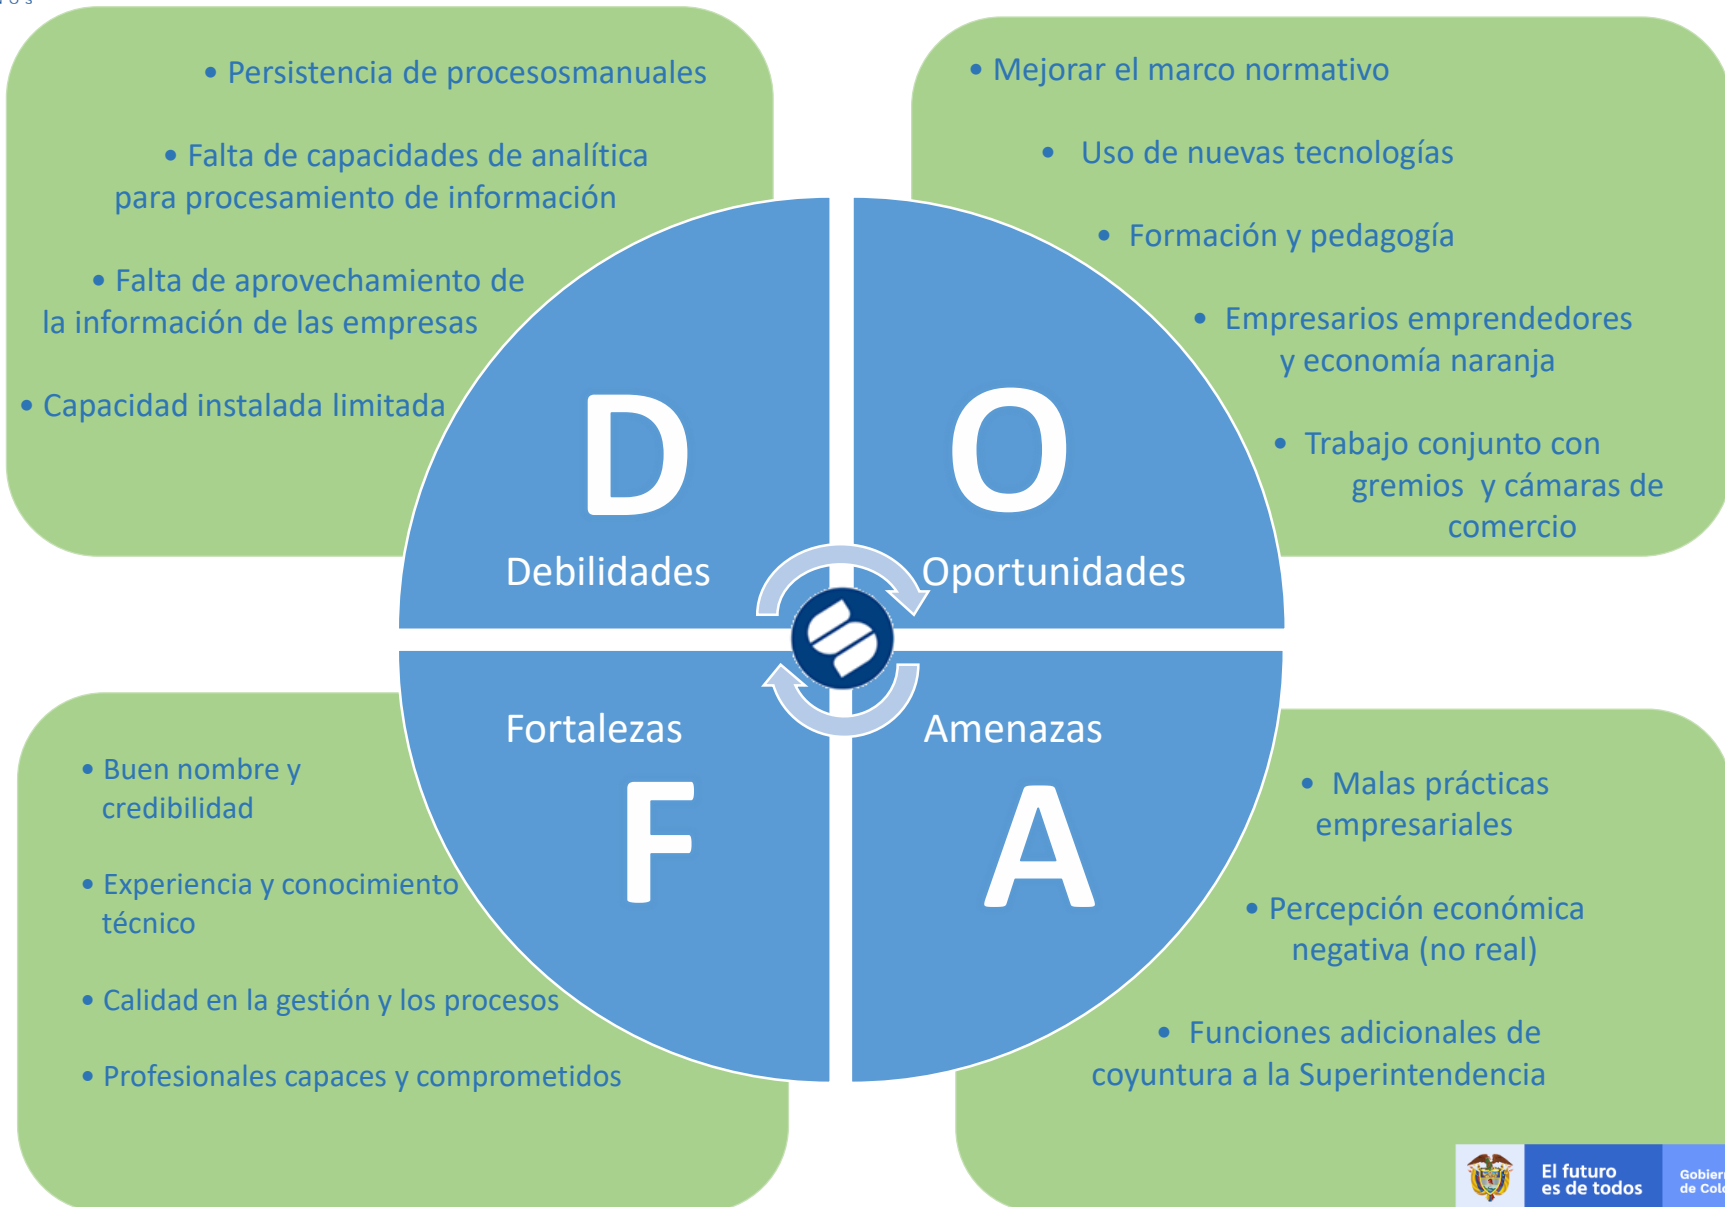 • Persistencia de procesosmanuales
• Falta de capacidades de analítica
para procesamiento de información
• Falta de aprovechamiento de
la información de las empresas
• Capacidad instalada limitada
• Mejorar el marco normativo
• Uso de nuevas tecnologías
• Formación y pedagogía
• Empresarios emprendedores
y economía naranja
• Trabajo conjunto con
gremios y cámaras de
comercio
D
Debilidades
O
Oportunidades
Fortalezas
F
Amenazas
A
• Buen nombre y
credibilidad
• Experiencia y conocimiento
técnico
• Calidad en la gestión y los procesos
• Profesionales capaces y comprometidos
• Malas prácticas
empresariales
• Percepción económica
negativa (no real)
• Funciones adicionales de
coyuntura a la Superintendencia
El futuro
es de todos